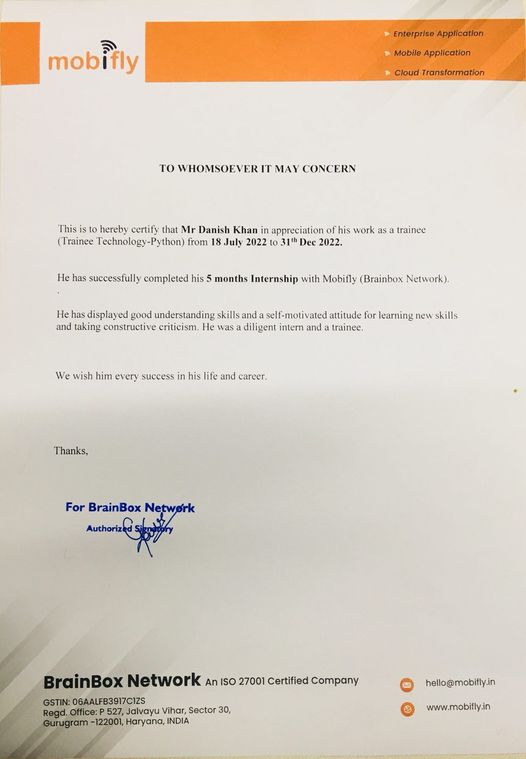 mobifly
Enterprise Application
Mobile Application
Cloud Transformation
TO WHOMSOEVER IT MAY CONCERN
This is to hereby certify that Mr Danish Khan in appreciation of his work as a trainee
(Trainee Technology-Python) from 18 July 2022 to 31th Dec 2022.
He has successfully completed his 5 months Internship with Mobifly (Brainbox Network).
.
He has displayed good understanding skills and a self-motivated attitude for learning new skills
and taking constructive criticism. He was a diligent intern and a trainee.
We wish him every success in his life and career.
Thanks,
For BrainBox Network
Authorized Signatory
BrainBox Network An ISO 27001 Certified Company
GSTIN: 06AALFB3917C1ZS
Regd. Office: P 527, Jalvayu Vihar, Sector 30,
Gurugram -122001, Haryana, INDIA
hello@mobifly.in
www.mobifly.in